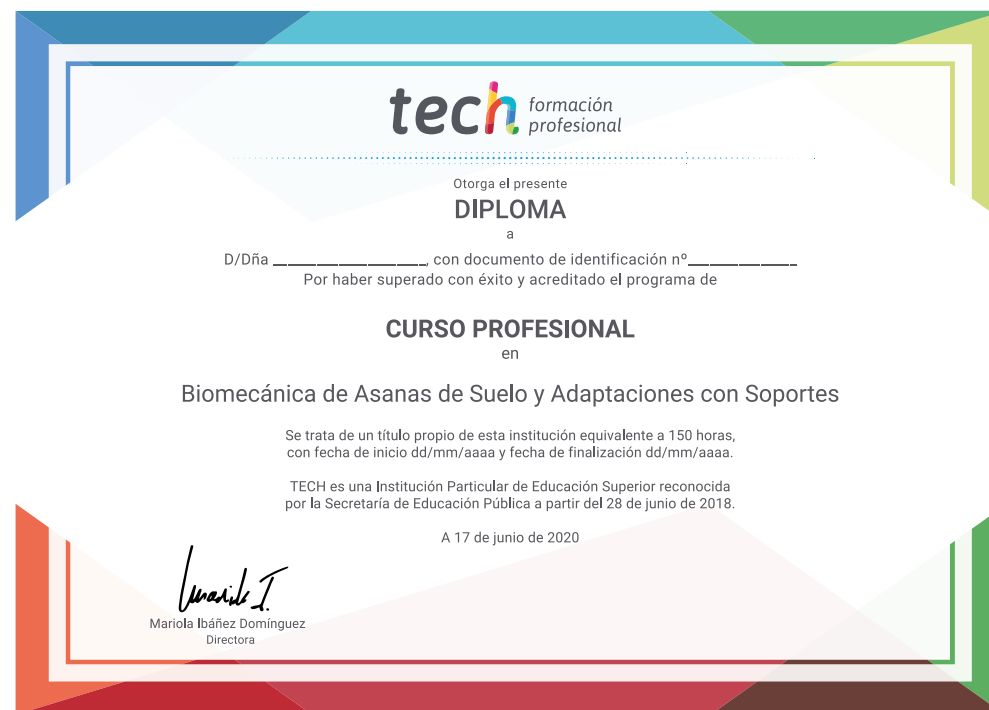 tech formación
profesional
Otorga el presente
DIPLOMA
a
D/Dña ____________________, con documento de identificación nº______________
Por haber superado con éxito y acreditado el programa de
CURSO PROFESIONAL
en
Biomecánica de Asanas de Suelo y Adaptaciones con Soportes
Se trata de un título propio de esta institución equivalente a 150 horas,
con fecha de inicio dd/mm/aaaa y fecha de finalización dd/mm/aaaa.
TECH es una Institución Particular de Educación Superior reconocida
por la Secretaría de Educación Pública a partir del 28 de junio de 2018.
A 17 de junio de 2020
Mariola Ibáñez Domínguez
Directora